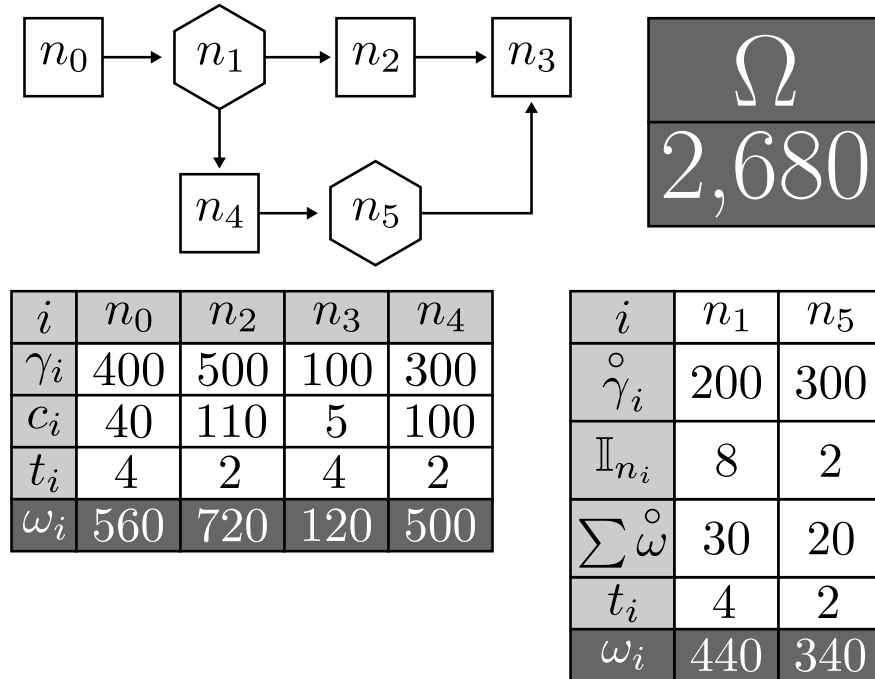 n₀ n₁ n₂ n₃
n₄ n₅
Ω
2,680
i n₀ n₂ n₃ n₄
γᵢ 400 500 100 300
cᵢ 40 110 5 100
tᵢ 4 2 4 2
ωᵢ 560 720 120 500
i n₁ n₅
γ̊ᵢ 200 300
𝕀ₙᵢ 8 2
∑ ω̊ 30 20
tᵢ 4 2
ωᵢ 440 340